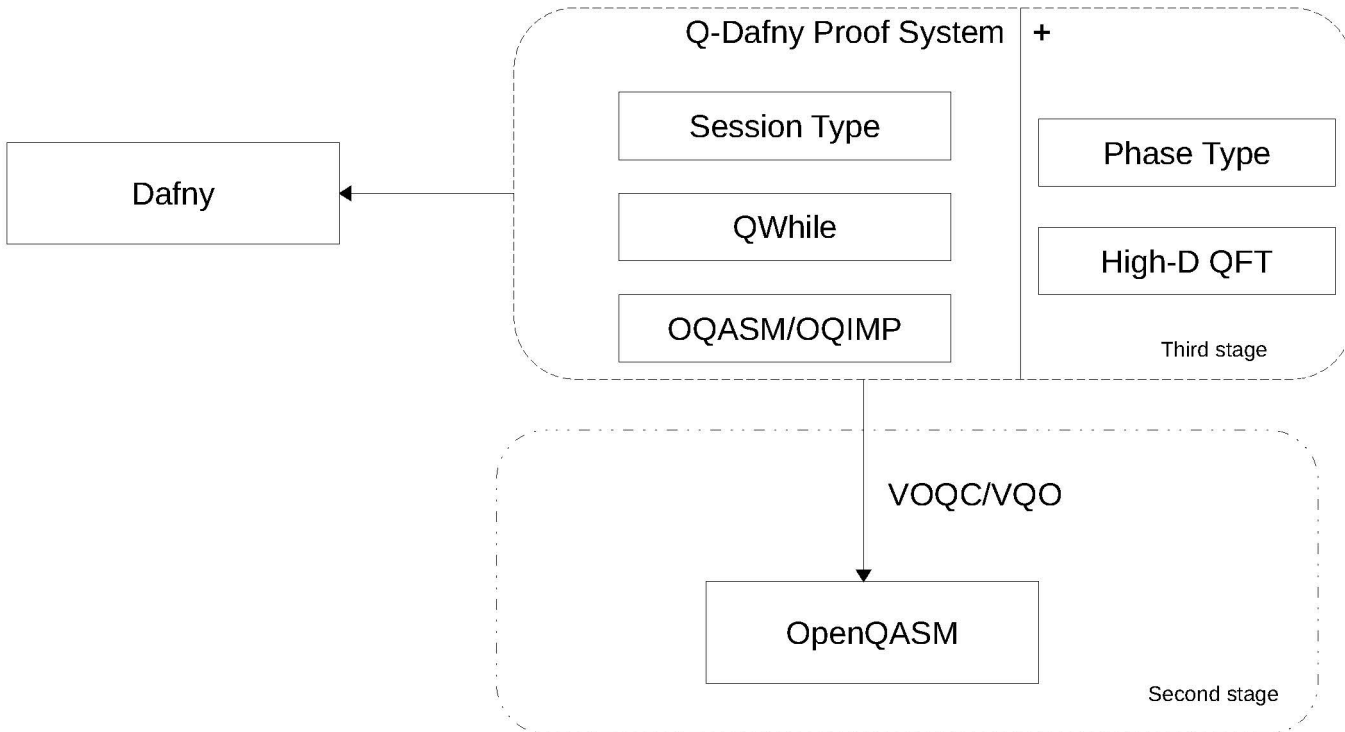 Q-Dafny Proof System +
Session Type
Phase Type
Dafny
QWhile
High-D QFT
OQASM/OQIMP
Third stage
VOQC/VQO
OpenQASM
Second stage